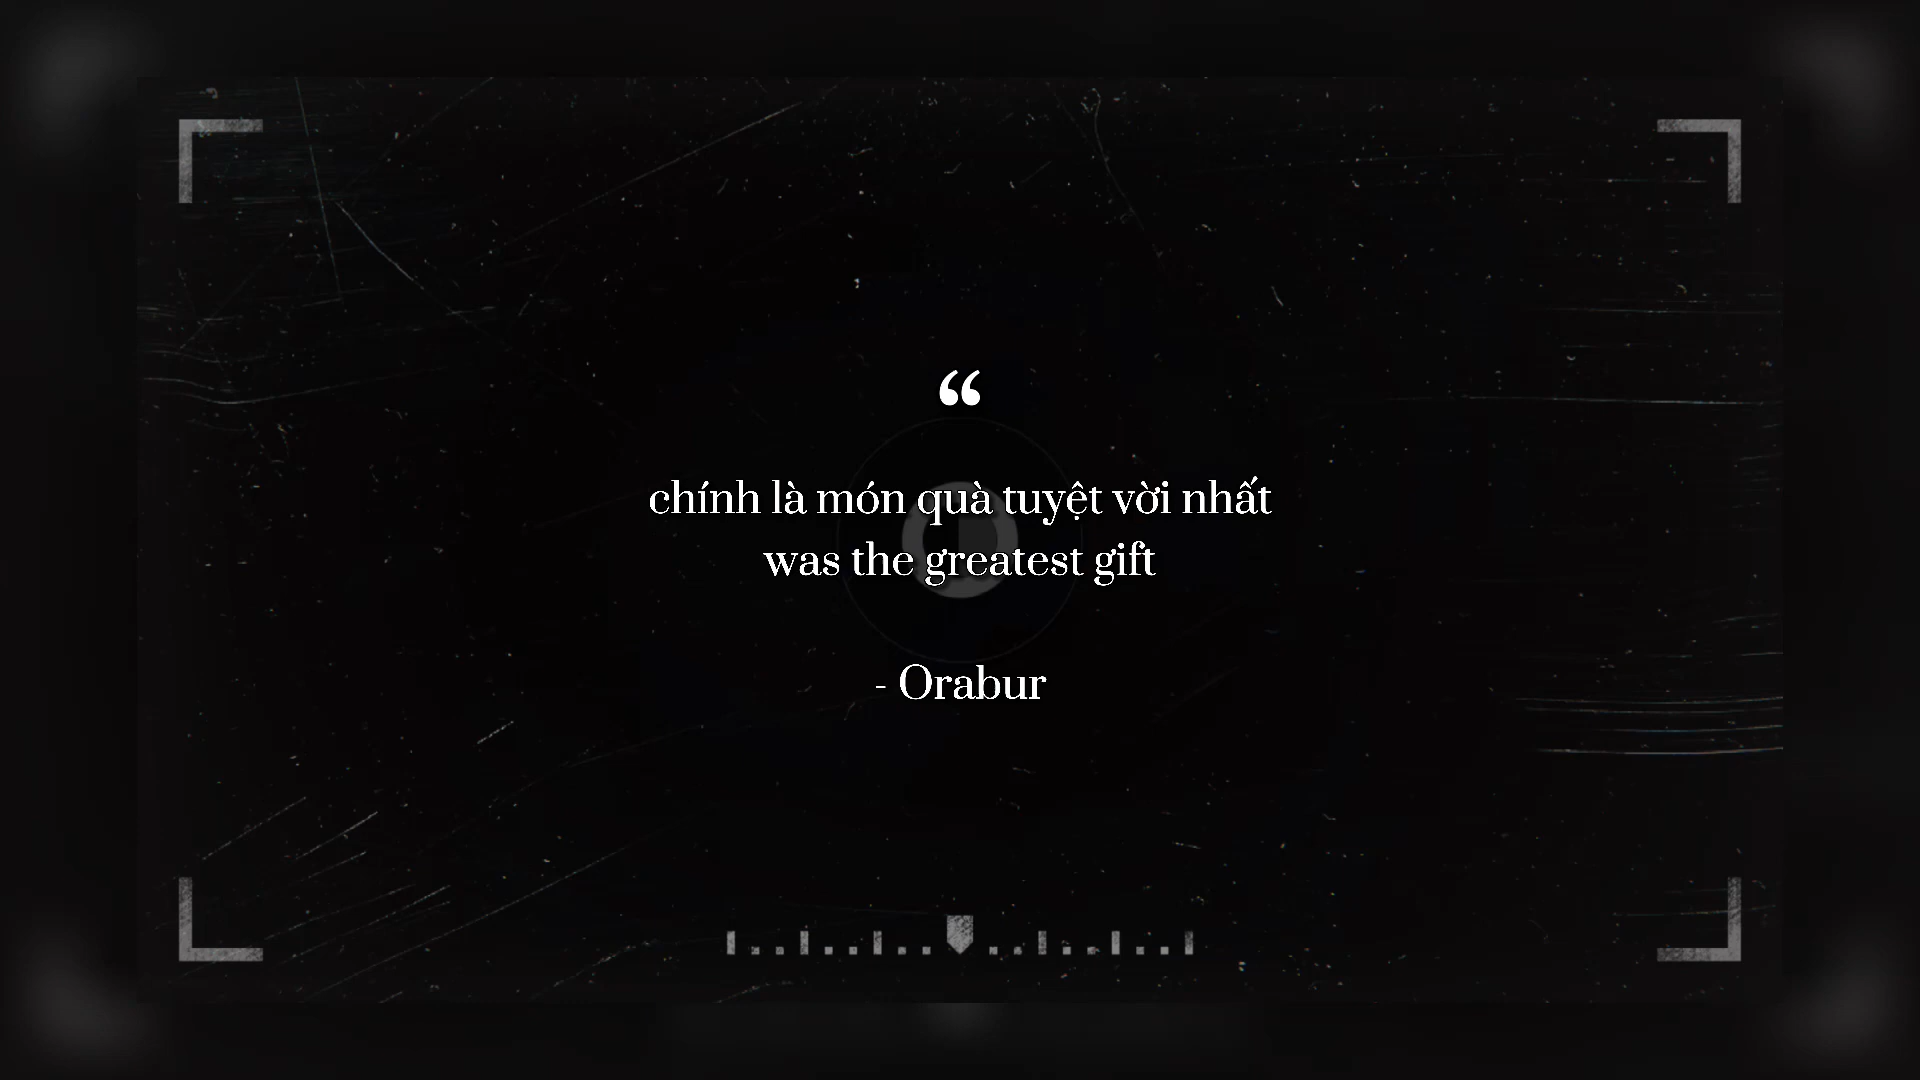 “
chính là món quà tuyệt vời nhất
was the greatest gift
- Orabur